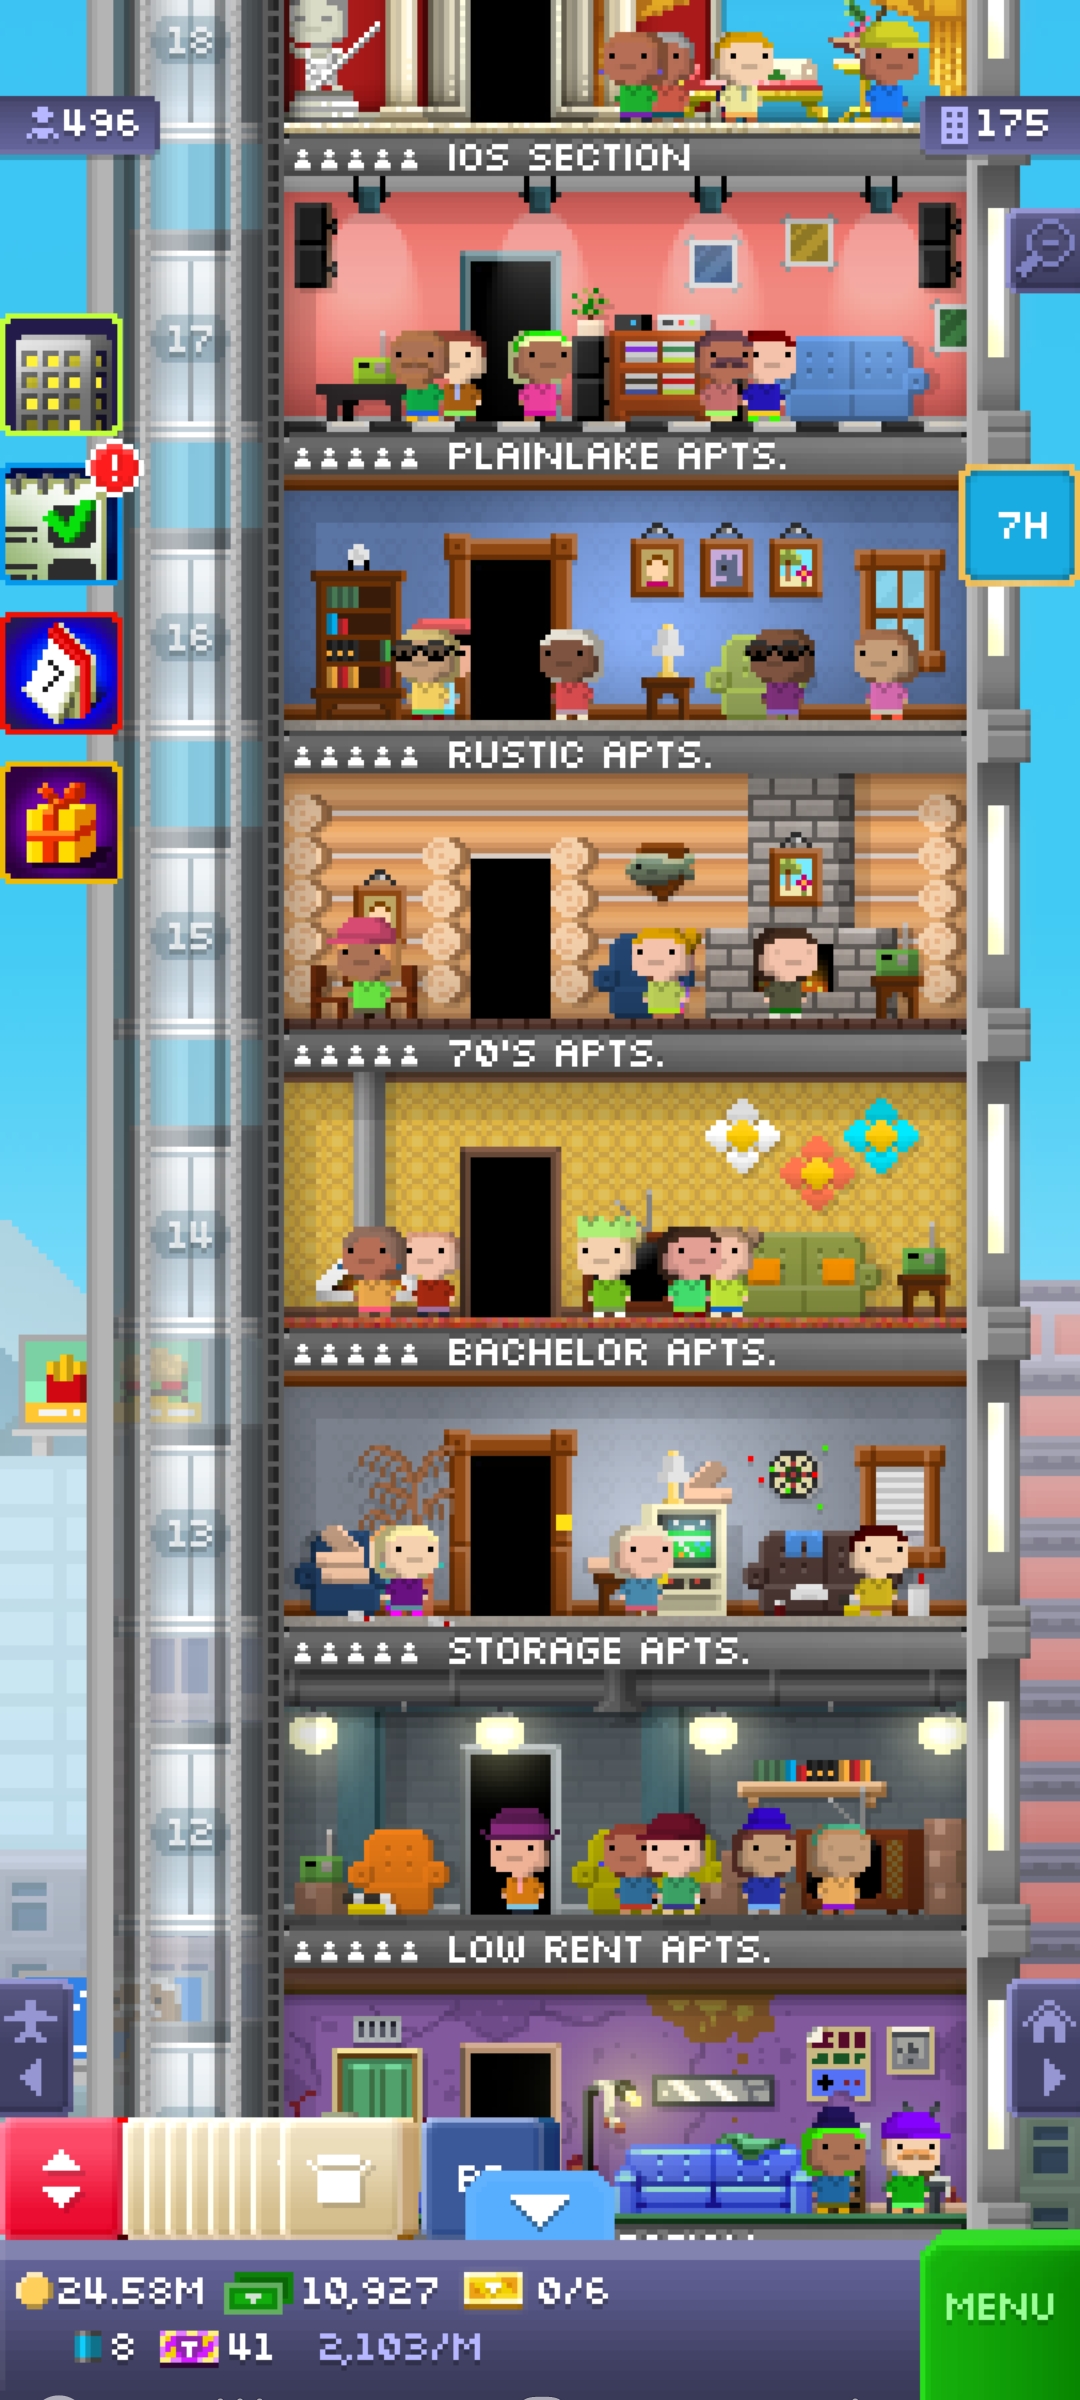 18
496
175
IOS SECTION
17
PLAINLAKE APTS.
7H
16
RUSTIC APTS.
15
70'S APTS.
14
BACHELOR APTS.
13
STORAGE APTS.
12
LOW RENT APTS.
24.58M 10,927 0/6
MENU
8 41 2,103/M